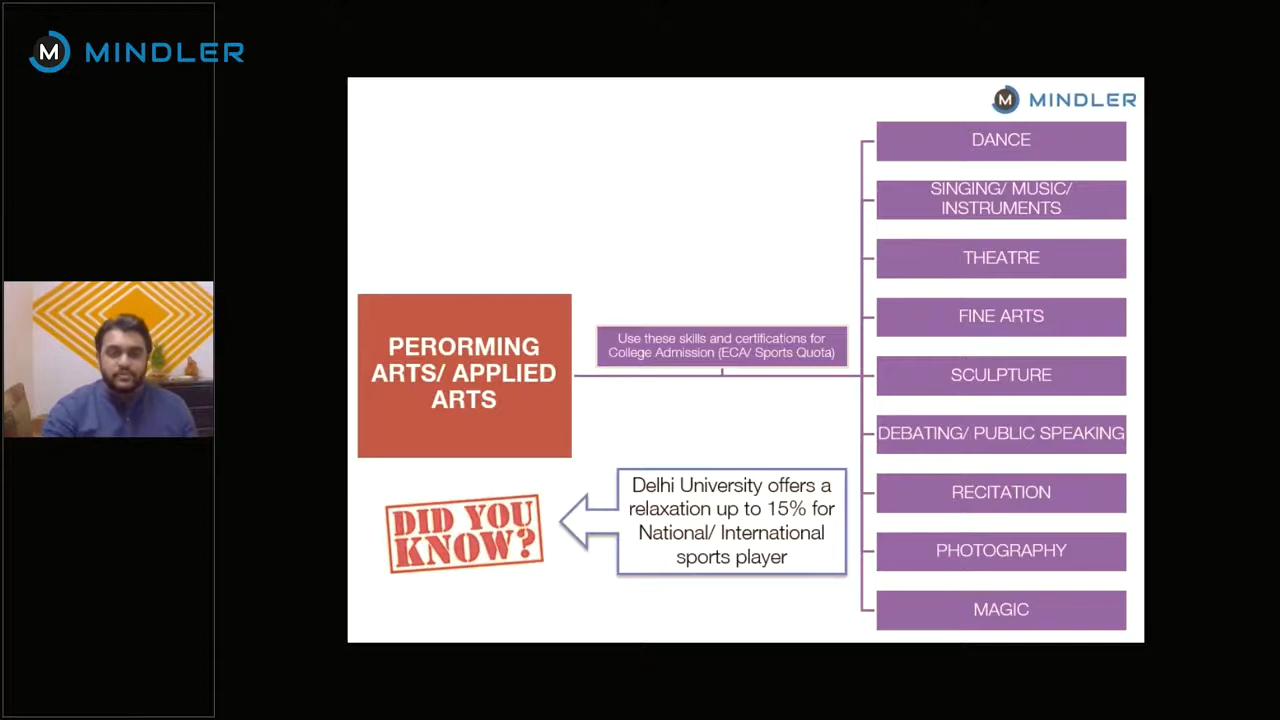 M MINDLER
M MINDLER
PERORMING
ARTS/ APPLIED
ARTS
Use these skills and certifications for
College Admission (ECA/ Sports Quota)
DANCE
SINGING/ MUSIC/
INSTRUMENTS
THEATRE
FINE ARTS
SCULPTURE
DEBATING/ PUBLIC SPEAKING
RECITATION
PHOTOGRAPHY
MAGIC
DID YOU
KNOW?
Delhi University offers a
relaxation up to 15% for
National/ International
sports player